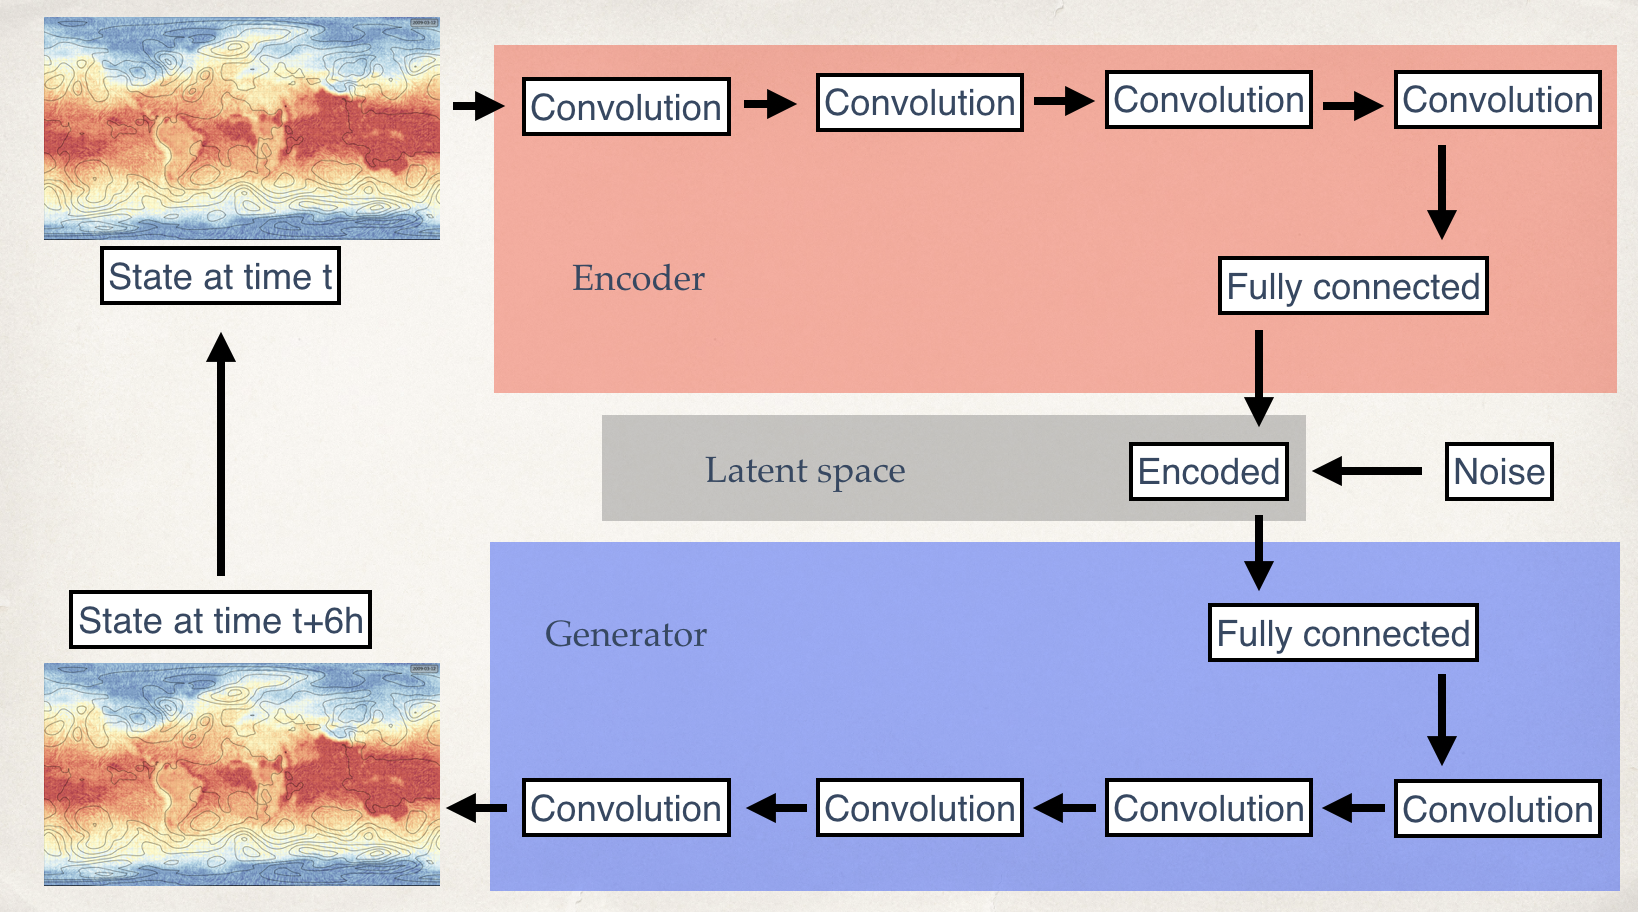 Convolution
Convolution
Convolution
Convolution
State at time t
Encoder
Fully connected
Latent space
Encoded
Noise
State at time t+6h
Generator
Fully connected
Convolution
Convolution
Convolution
Convolution